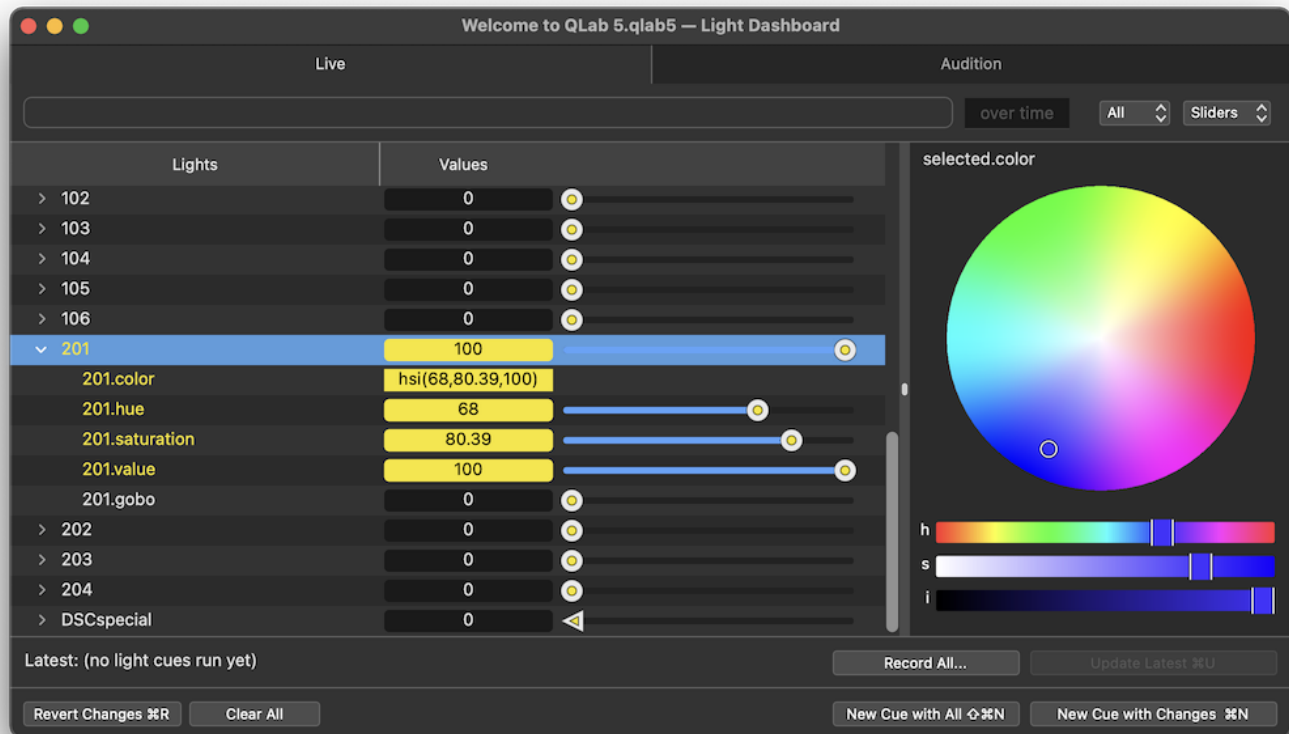 Welcome to QLab 5.qlab5 — Light Dashboard
Live
Audition
over time
All
Sliders
Lights
Values
selected.color
102
0
103
0
104
0
105
0
106
0
201
100
201.color
hsi(68,80.39,100)
201.hue
68
201.saturation
80.39
201.value
100
201.gobo
0
202
0
203
0
204
0
DSCspecial
0
h
s
i
Latest: (no light cues run yet)
Record All...
Update Latest ⌘U
Revert Changes ⌘R
Clear All
New Cue with All ⇧⌘N
New Cue with Changes ⌘N